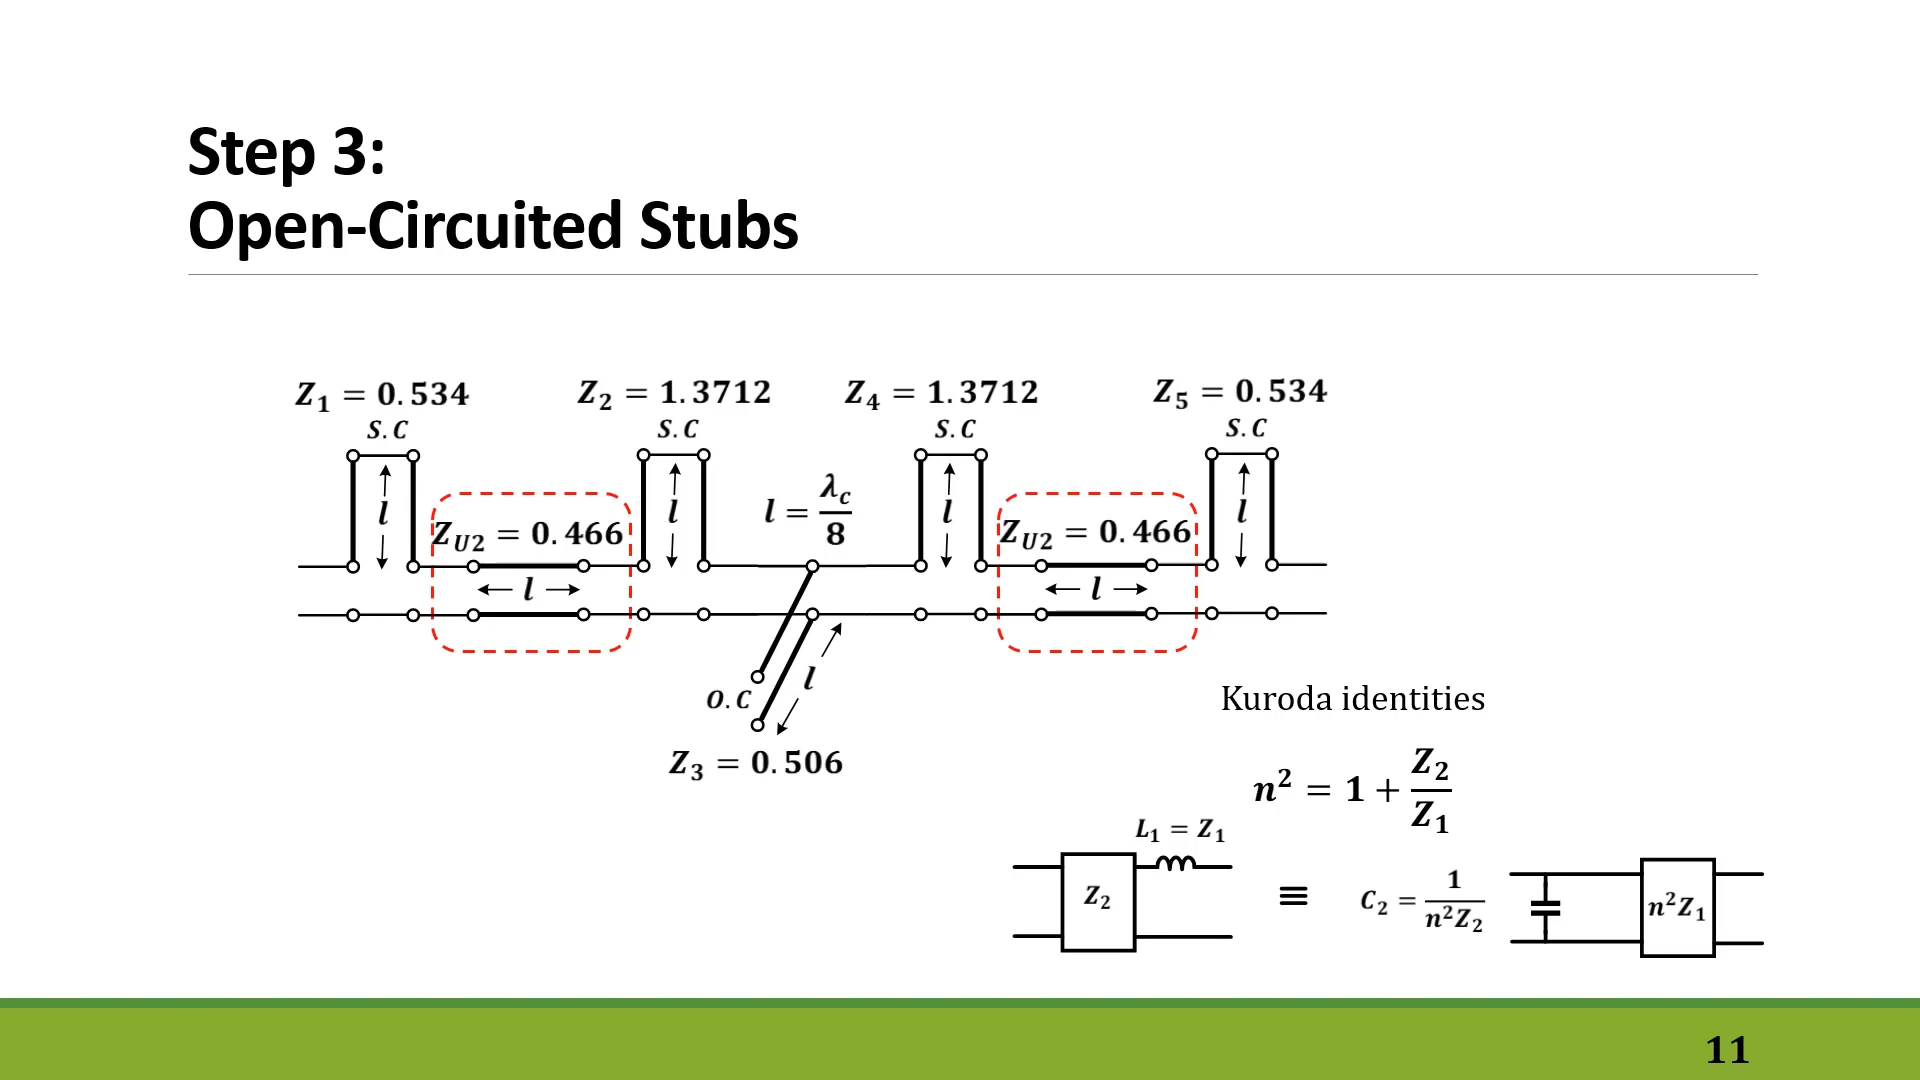 Step 3:
Open-Circuited Stubs
Z₁ = 0.534
Z₂ = 1.3712
Z₄ = 1.3712
Z₅ = 0.534
S.C
S.C
S.C
S.C
l
l
l = λc/8
l
l
Z_U2 = 0.466
Z_U2 = 0.466
l
l
O.C
l
Z₃ = 0.506
Kuroda identities
n² = 1 + Z₂/Z₁
L₁ = Z₁
Z₂
≡
C₂ = 1/n²Z₂
n²Z₁
11